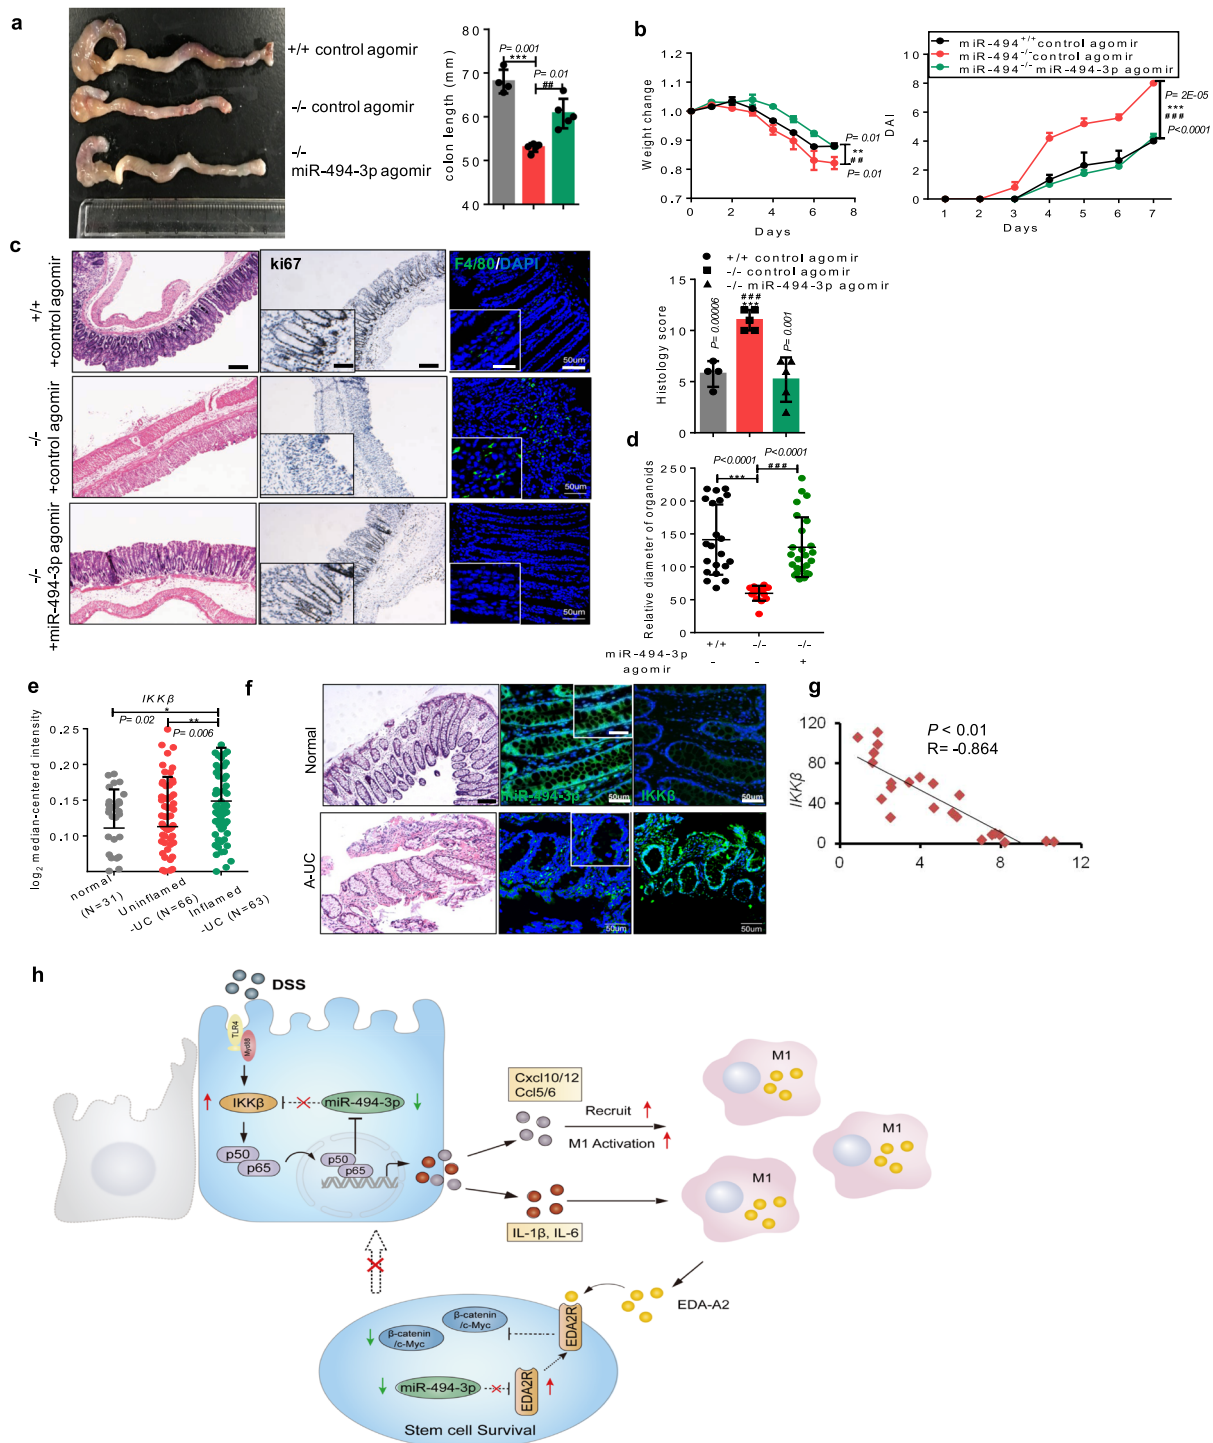 a
+/+ control agomir
-/- control agomir
-/-
miR-494-3p agomir
colon length (mm)
80
70
60
50
40
P= 0.001
***
P= 0.01
##
b
Weight change
1.2
1.1
1.0
0.9
0.8
0.7
0 2 4 6 8
Days
P= 0.01
**
##
P= 0.01
miR-494+/+control agomir
miR-494-/-control agomir
miR-494-/- miR-494-3p agomir
DAI
10
8
6
4
2
0
1 2 3 4 5 6 7
Days
P= 2E-05
***
###
P<0.0001
c
+/+
+control agomir
-/-
+control agomir
-/-
+miR-494-3p agomir
ki67
F4/80/DAPI
50um
50um
50um
+/+ control agomir
-/- control agomir
-/- miR-494-3p agomir
Histology score
15
10
5
0
P= 0.00006
###
***
P= 0.001
d
Relative diameter of organoids
250
200
150
100
50
0
P<0.0001
***
P<0.0001
###
+/+ -/- -/-
miR-494-3p
agomir
- - +
e
IKKβ
*
P= 0.02
**
P= 0.006
log2 median-centered intensity
0.25
0.20
0.15
0.10
normal
(N=31)
Uninflamed
-UC (N=66)
Inflamed
-UC (N=63)
f
Normal
A-UC
miR-494-3p
50um
IKKβ
50um
50um
50um
g
IKKβ
120
80
40
0
0 4 8 12
P < 0.01
R= -0.864
h
DSS
TLR4
Myd88
IKKβ
miR-494-3p
p50
p65
p50
p65
Cxcl10/12
Ccl5/6
Recruit
M1 Activation
IL-1β, IL-6
M1
M1
M1
EDA-A2
EDA2R
β-catenin
/c-Myc
β-catenin
/c-Myc
miR-494-3p
EDA2R
Stem cell Survival